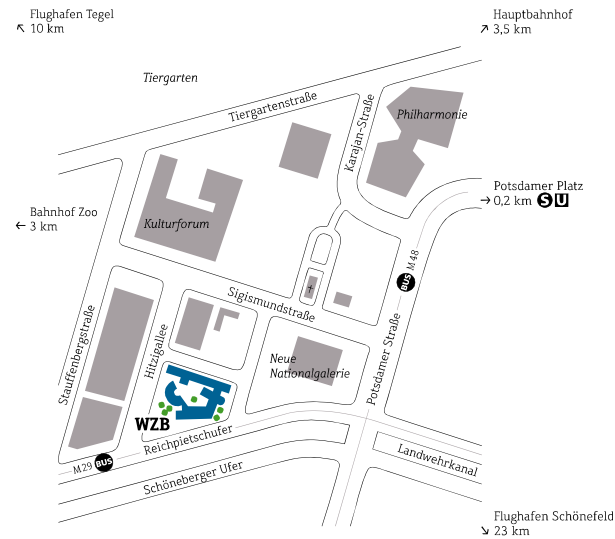 Flughafen Tegel
10 km
Hauptbahnhof
3,5 km
Tiergarten
Tiergartenstraße
Karajan-Straße
Philharmonie
Potsdamer Platz
0,2 km S U
Bahnhof Zoo
3 km
Kulturforum
BUS M48
Sigismundstraße
Stauffenbergstraße
Hitzigallee
Potsdamer Straße
Neue
Nationalgalerie
WZB
Reichpietschufer
M29 BUS
Landwehrkanal
Schöneberger Ufer
Flughafen Schönefeld
23 km